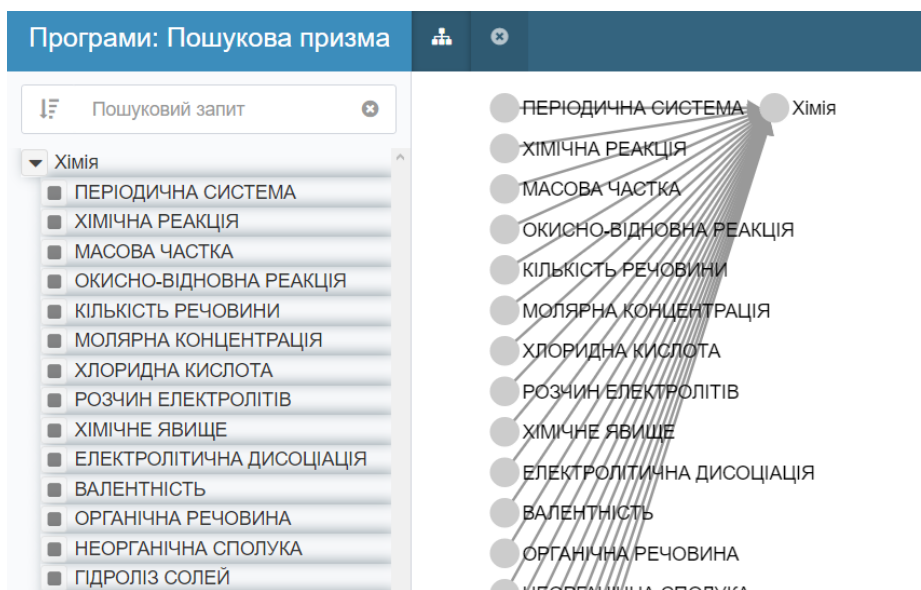 Програми: Пошукова призма
Пошуковий запит
Хімія
ПЕРІОДИЧНА СИСТЕМА
ХІМІЧНА РЕАКЦІЯ
МАСОВА ЧАСТКА
ОКИСНО-ВІДНОВНА РЕАКЦІЯ
КІЛЬКІСТЬ РЕЧОВИНИ
МОЛЯРНА КОНЦЕНТРАЦІЯ
ХЛОРИДНА КИСЛОТА
РОЗЧИН ЕЛЕКТРОЛІТІВ
ХІМІЧНЕ ЯВИЩЕ
ЕЛЕКТРОЛІТИЧНА ДИСОЦІАЦІЯ
ВАЛЕНТНІСТЬ
ОРГАНІЧНА РЕЧОВИНА
НЕОРГАНІЧНА СПОЛУКА
ГІДРОЛІЗ СОЛЕЙ
ПЕРІОДИЧНА СИСТЕМА
Хімія
ХІМІЧНА РЕАКЦІЯ
МАСОВА ЧАСТКА
ОКИСНО-ВІДНОВНА РЕАКЦІЯ
КІЛЬКІСТЬ РЕЧОВИНИ
МОЛЯРНА КОНЦЕНТРАЦІЯ
ХЛОРИДНА КИСЛОТА
РОЗЧИН ЕЛЕКТРОЛІТІВ
ХІМІЧНЕ ЯВИЩЕ
ЕЛЕКТРОЛІТИЧНА ДИСОЦІАЦІЯ
ВАЛЕНТНІСТЬ
ОРГАНІЧНА РЕЧОВИНА
НЕОРГАНІЧНА СПОЛУКА